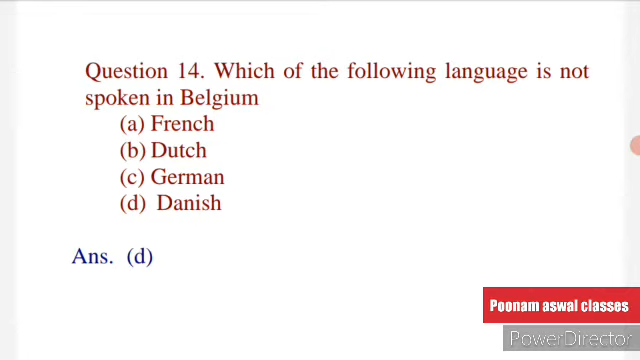 Question 14. Which of the following language is not
spoken in Belgium
(a) French
(b) Dutch
(c) German
(d) Danish
Ans. (d)
Poonam aswal classes
PowerDirector